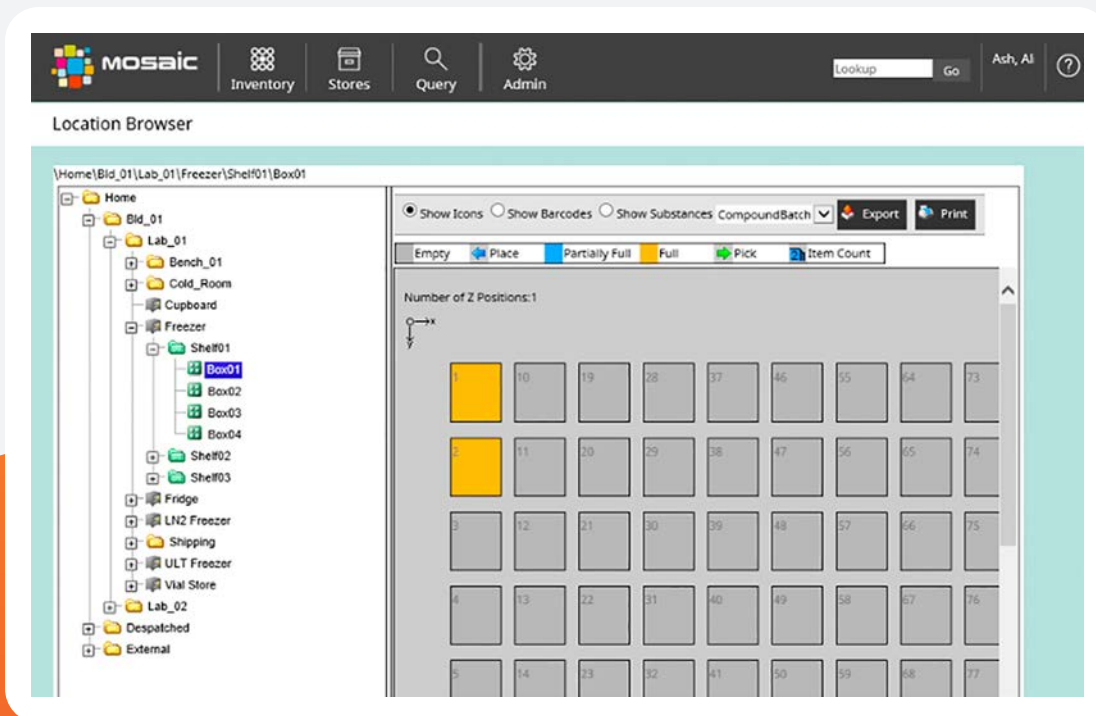 mosaic
Inventory
Stores
Query
Admin
Lookup
Go
Ash, Al
?
Location Browser
\Home\Bld_01\Lab_01\Freezer\Shelf01\Box01
Home
Bld_01
Lab_01
Bench_01
Cold_Room
Cupboard
Freezer
Shelf01
Box01
Box02
Box03
Box04
Shelf02
Shelf03
Fridge
LN2 Freezer
Shipping
ULT Freezer
Vial Store
Lab_02
Despatched
External
Show Icons Show Barcodes Show Substances CompoundBatch Export Print
Empty Place Partially Full Full Pick Item Count
Number of Z Positions:1
x
y
1 10 19 28 37 46 55 64 73
2 11 20 29 38 47 56 65 74
3 12 21 30 39 48 57 66 75
4 13 22 31 40 49 58 67 76
5 14 23 32 41 50 59 68 77